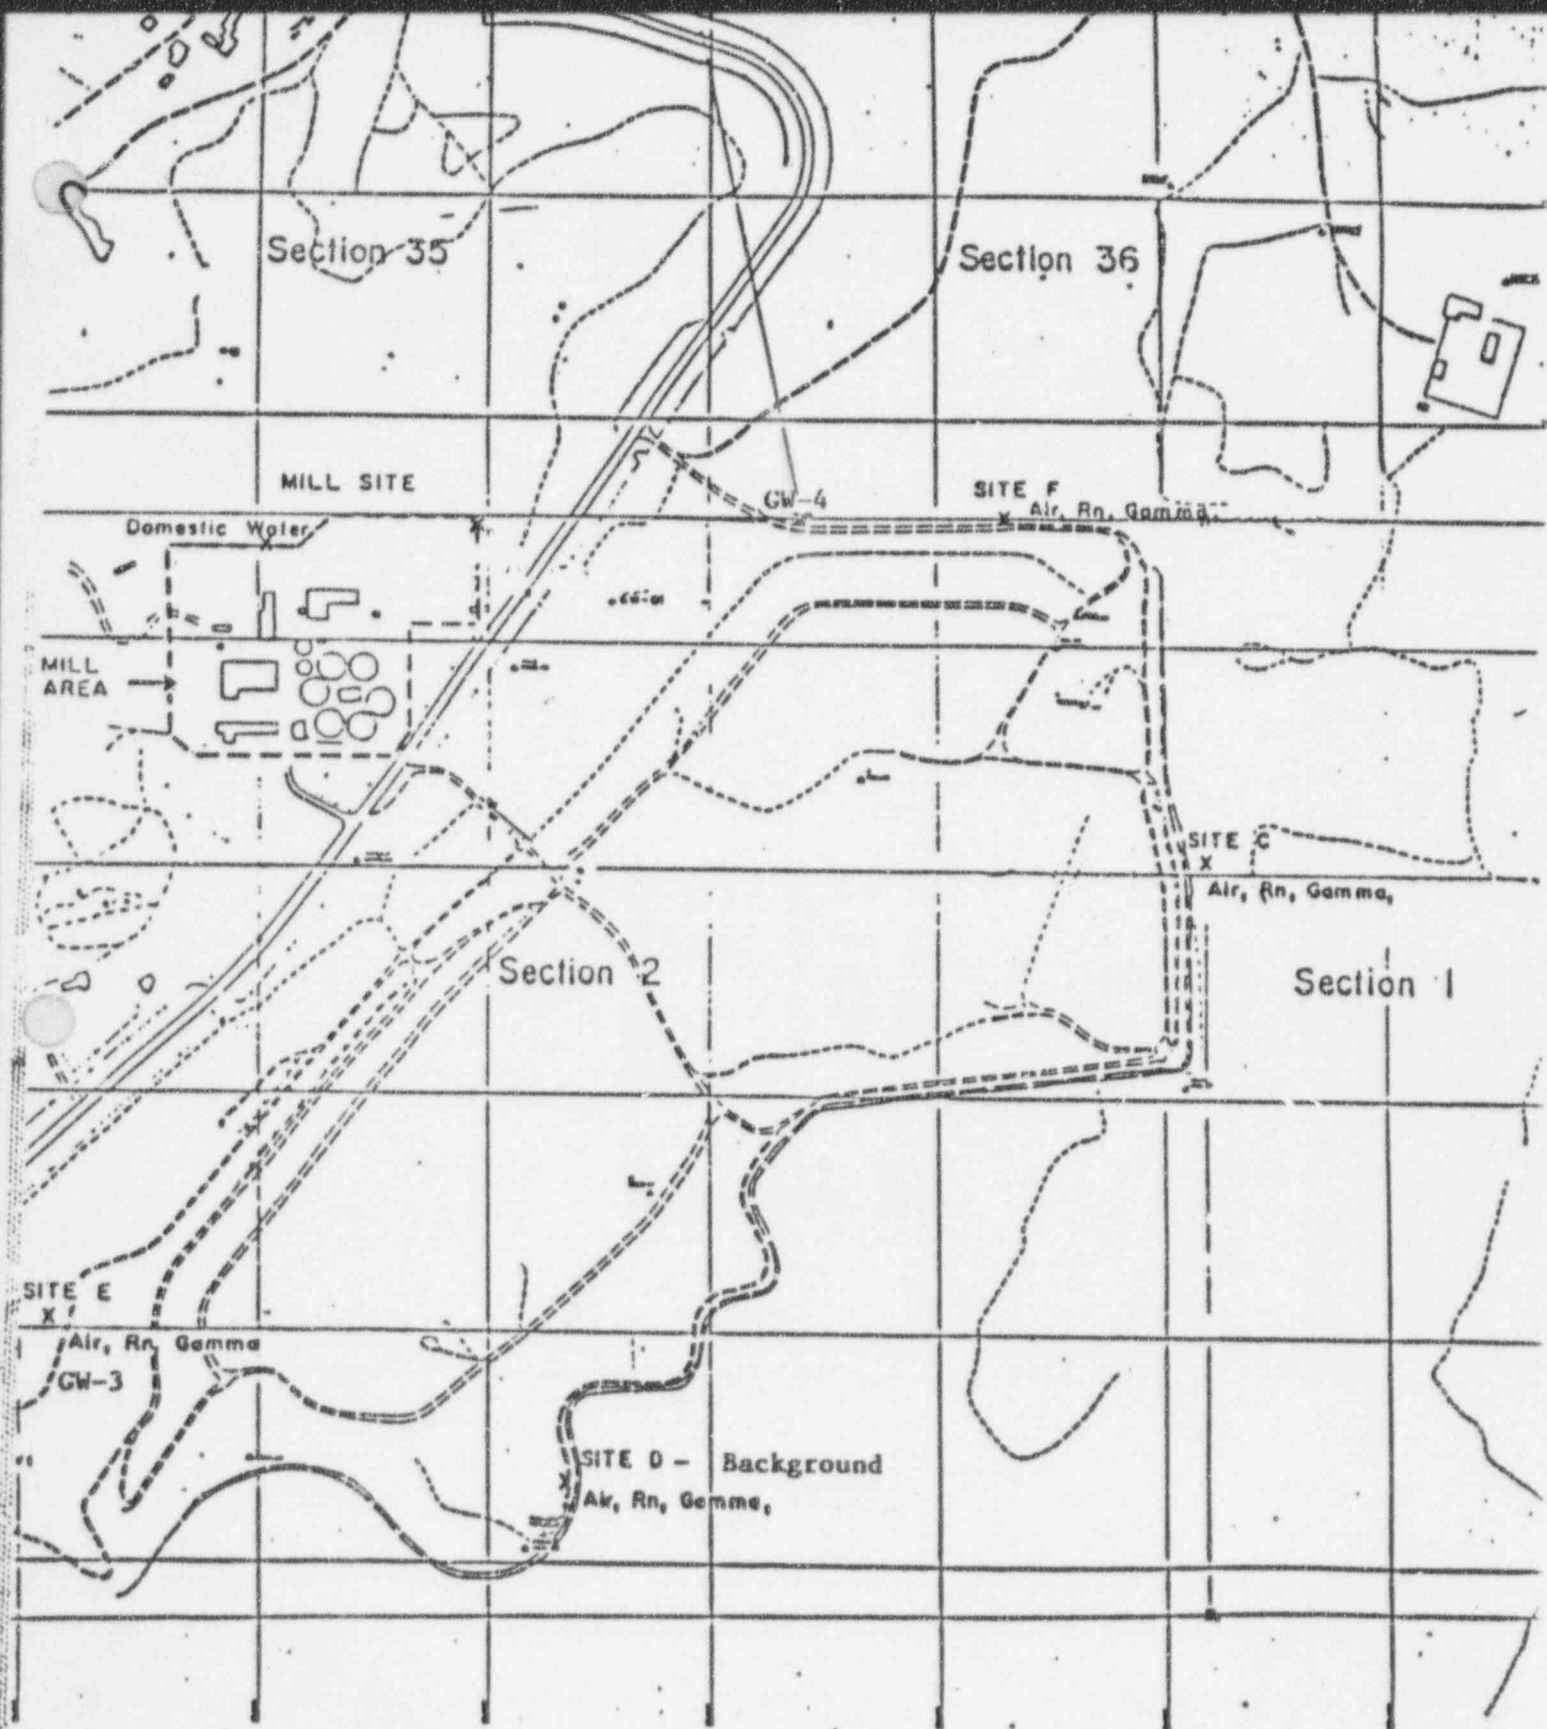 Section 35
Section 36
MILL SITE
GW-4
SITE F
Air, Rn, Gamma,
Domestic Water
MILL
AREA
SITE C
Air, Rn, Gamma,
Section 2
Section 1
SITE E
Air, Rn Gamma
GW-3
SITE D - Background
Air, Rn, Gamma,